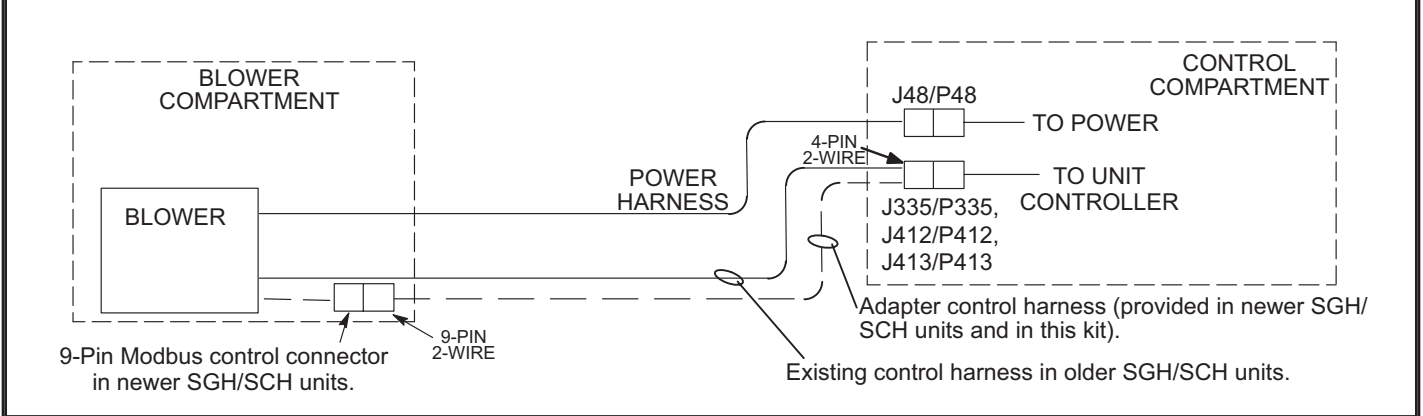 BLOWER
COMPARTMENT
CONTROL
COMPARTMENT
J48/P48
TO POWER
4-PIN
2-WIRE
POWER
HARNESS
TO UNIT
CONTROLLER
BLOWER
J335/P335,
J412/P412,
J413/P413
Adapter control harness (provided in newer SGH/
SCH units and in this kit).
9-PIN
2-WIRE
9-Pin Modbus control connector
in newer SGH/SCH units.
Existing control harness in older SGH/SCH units.